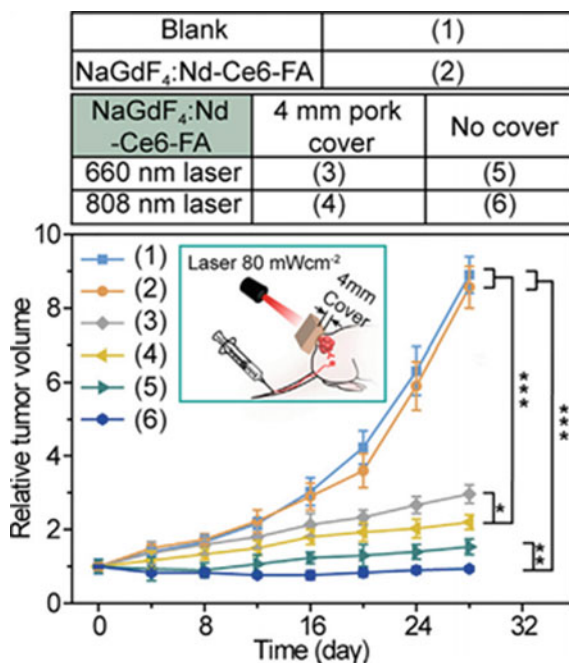 Blank (1)
NaGdF₄:Nd-Ce6-FA (2)
NaGdF₄:Nd
-Ce6-FA
4 mm pork
cover
No cover
660 nm laser (3) (5)
808 nm laser (4) (6)
10
8
6
4
2
0
Relative tumor volume
(1)
(2)
(3)
(4)
(5)
(6)
Laser 80 mWcm⁻²
4mm
Cover
***
***
*
**
0 8 16 24 32
Time (day)